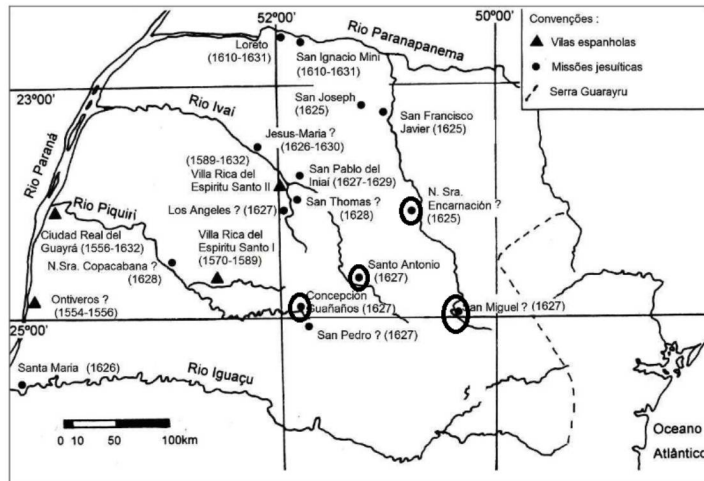 52º00'
50º00'
Convenções :
Vilas espanholas
Missões jesuíticas
Serra Guarayru
Rio Paranapanema
Loreto
(1610-1631)
San Ignacio Mini
(1610-1631)
23º00'
Rio Ivaí
San Joseph
(1625)
San Francisco
Javier (1625)
Jesus-Maria ?
(1626-1630)
Rio Paraná
(1589-1632)
Villa Rica del
Espiritu Santo II
San Pablo del
Iniaí (1627-1629)
Rio Piquiri
Los Angeles ? (1627)
San Thomas ?
(1628)
N. Sra.
Encarnación ?
(1625)
Ciudad Real del
Guayrá (1556-1632)
Villa Rica del
Espiritu Santo I
(1570-1589)
N.Sra. Copacabana ?
(1628)
Santo Antonio
(1627)
Ontiveros ?
(1554-1556)
Concepción
Guañaños (1627)
San Miguel ? (1627)
25º00'
San Pedro ? (1627)
Santa Maria (1626)
Rio Iguaçu
0 10 50 100km
Oceano
Atlântico